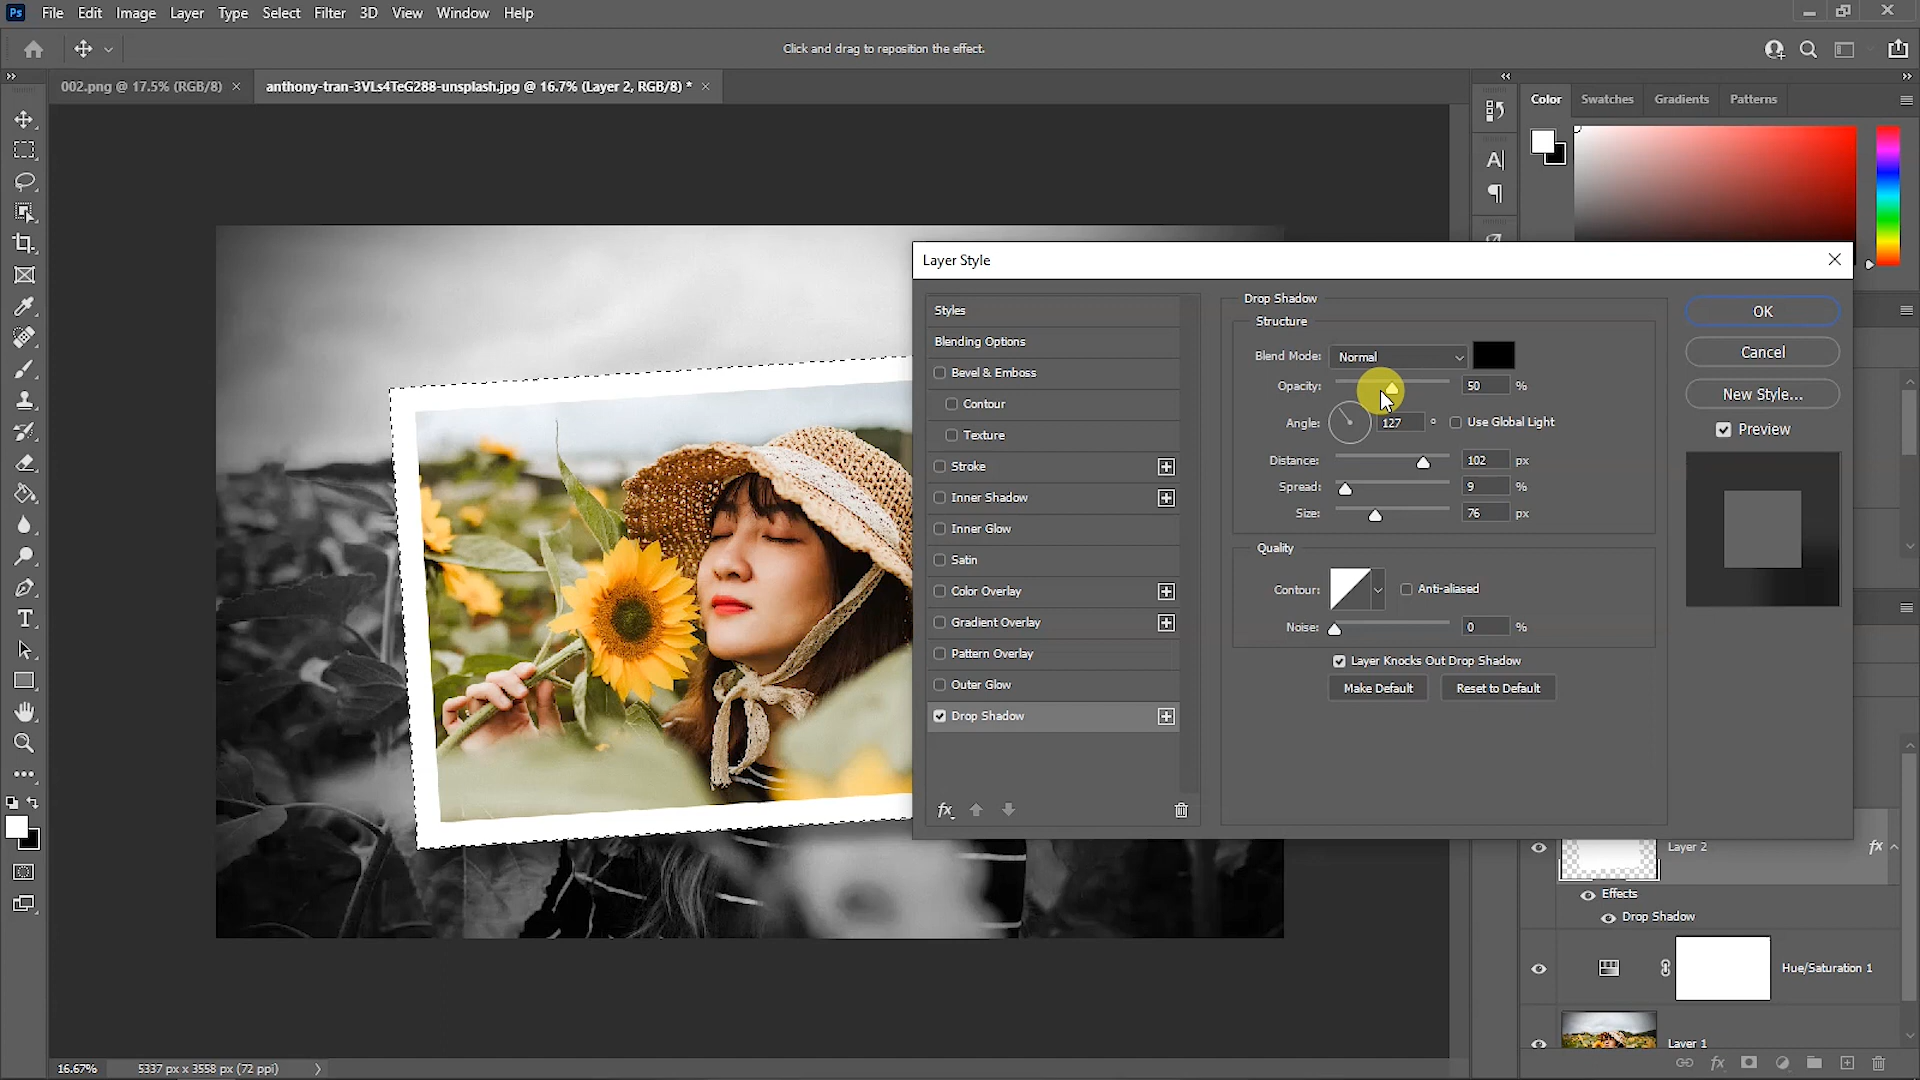 Ps File Edit Image Layer Type Select Filter 3D View Window Help
Click and drag to reposition the effect.
002.png @ 17.5% (RGB/8) × anthony-tran-3VLs4TeG288-unsplash.jpg @ 16.7% (Layer 2, RGB/8) * ×
Color Swatches Gradients Patterns
Layer Style
Styles
Blending Options
Bevel & Emboss
Contour
Texture
Stroke
Inner Shadow
Inner Glow
Satin
Color Overlay
Gradient Overlay
Pattern Overlay
Outer Glow
Drop Shadow
fx
Drop Shadow
Structure
Blend Mode: Normal
Opacity: 50 %
Angle: 127 ° Use Global Light
Distance: 102 px
Spread: 9 %
Size: 76 px
Quality
Contour: Anti-aliased
Noise: 0 %
Layer Knocks Out Drop Shadow
Make Default Reset to Default
OK
Cancel
New Style...
Preview
Layer 2 fx
Effects
Drop Shadow
Hue/Saturation 1
Layer 1
fx
16.67% 5337 px x 3558 px (72 ppi)